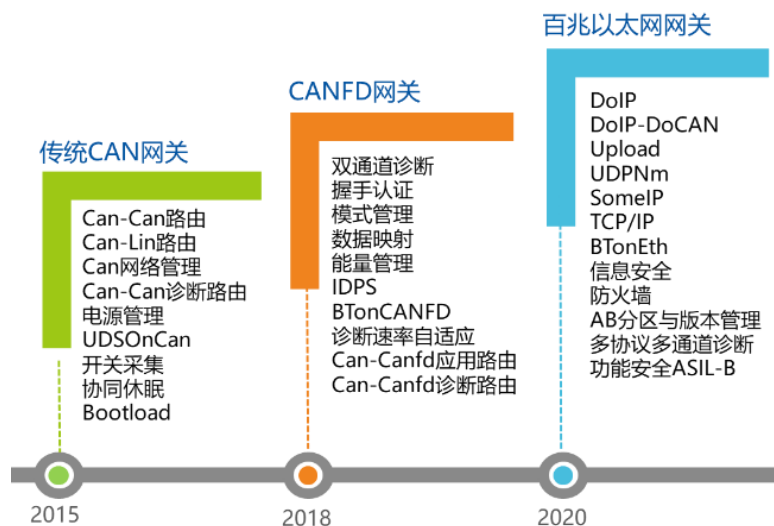 传统CAN网关
Can-Can路由
Can-Lin路由
Can网络管理
Can-Can诊断路由
电源管理
UDSOnCan
开关采集
协同休眠
Bootload
2015
CANFD网关
双通道诊断
握手认证
模式管理
数据映射
能量管理
IDPS
BTonCANFD
诊断速率自适应
Can-Canfd应用路由
Can-Canfd诊断路由
2018
百兆以太网网关
DoIP
DoIP-DoCAN
Upload
UDPNm
SomeIP
TCP/IP
BTonEth
信息安全
防火墙
AB分区与版本管理
多协议多通道诊断
功能安全ASIL-B
2020